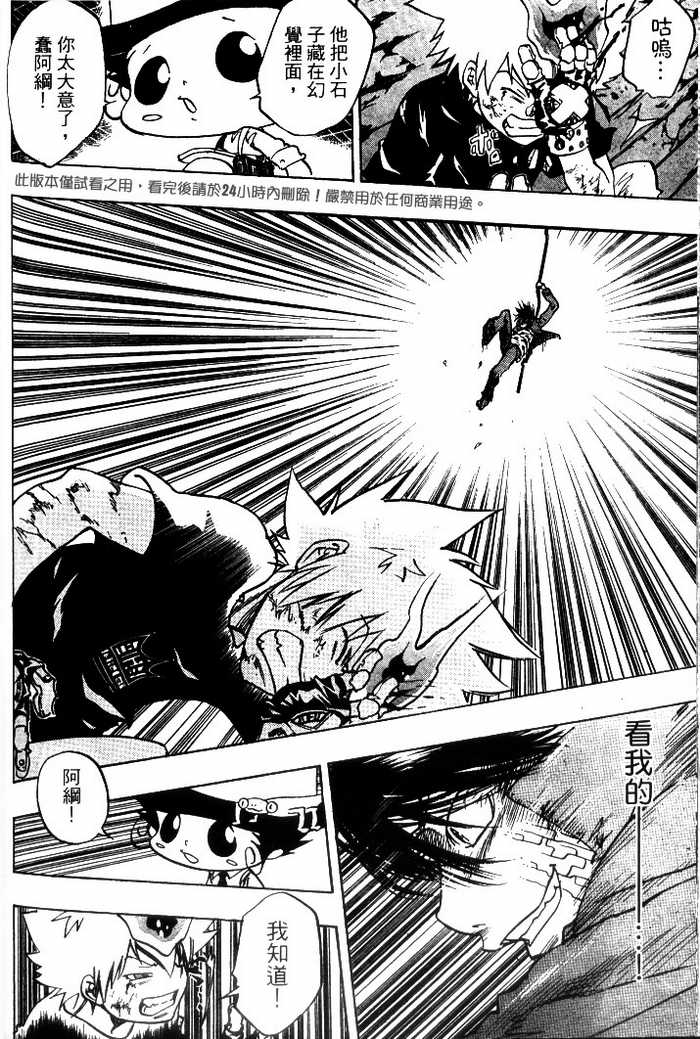 咕嗚…
他把小石
子藏在幻
覺裡面，
你太大意了，
蠢阿綱！
此版本僅試看之用，看完後請於24小時內刪除！嚴禁用於任何商業用途。
看我的……！
阿綱！
我知道！